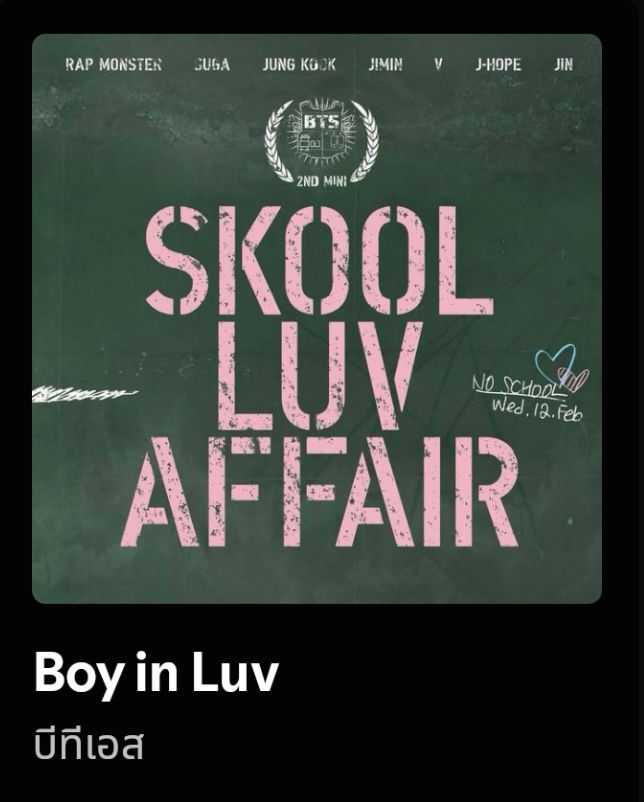 RAP MONSTER SUGA JUNG KOOK JIMIN V J-HOPE JIN
BTS
2ND MINI
SKOOL
LUV
AFFAIR
NO SCHOOL
Wed. 12. Feb
Boy in Luv
บีทีเอส